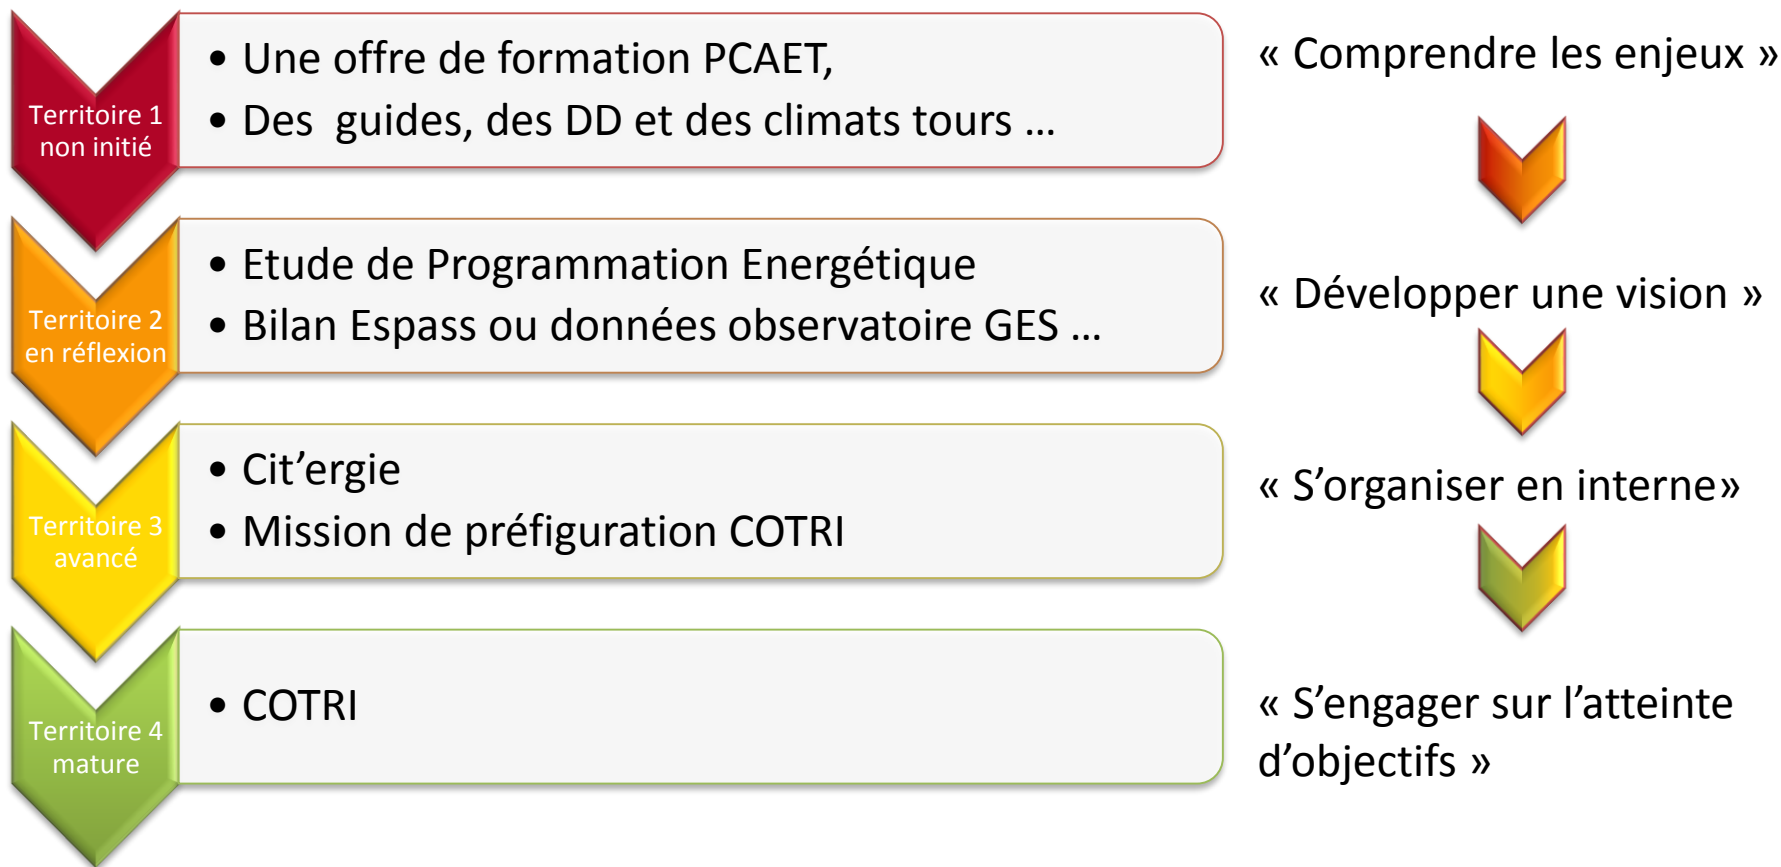 Territoire 1
non initié
• Une offre de formation PCAET,
• Des guides, des DD et des climats tours ...
« Comprendre les enjeux »
Territoire 2
en réflexion
• Etude de Programmation Energétique
• Bilan Espass ou données observatoire GES ...
« Développer une vision »
Territoire 3
avancé
• Cit’ergie
• Mission de préfiguration COTRI
« S’organiser en interne»
Territoire 4
mature
• COTRI
« S’engager sur l’atteinte
d’objectifs »